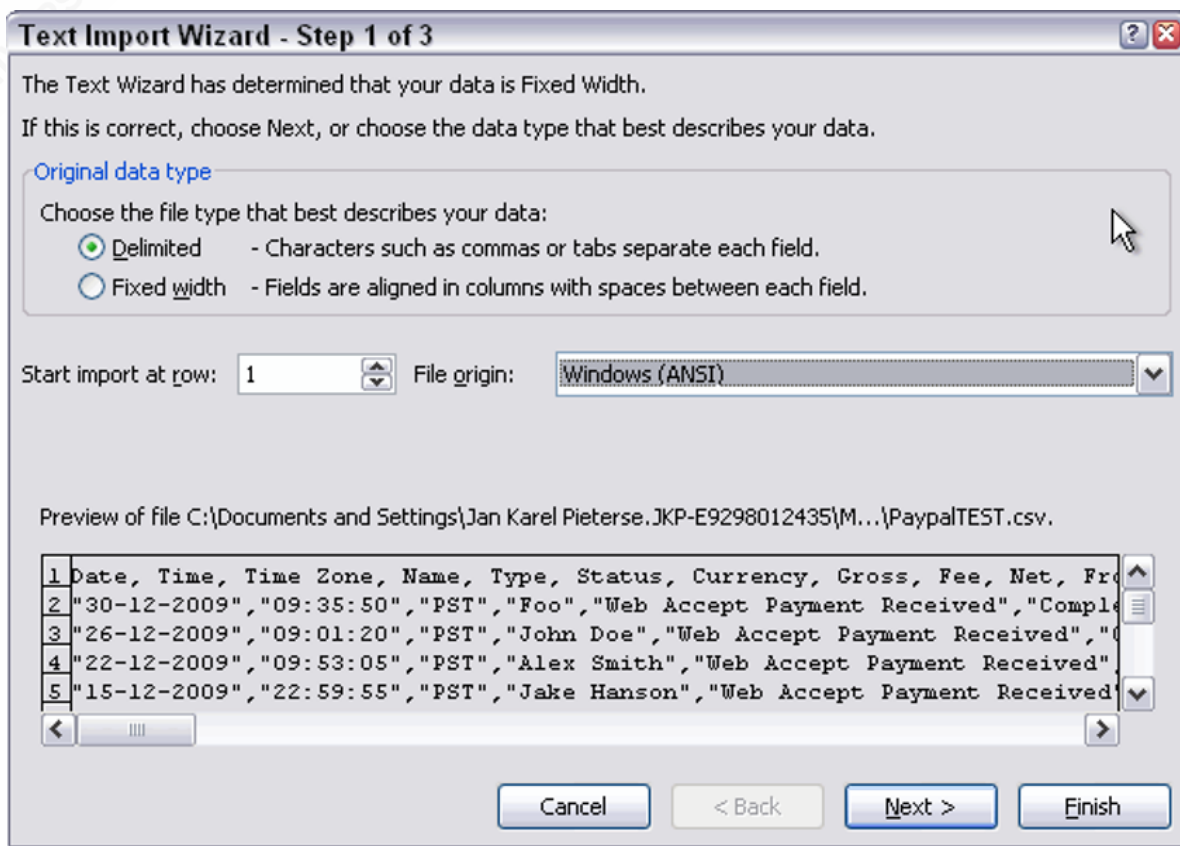 Text Import Wizard - Step 1 of 3
The Text Wizard has determined that your data is Fixed Width.
If this is correct, choose Next, or choose the data type that best describes your data.
Original data type
Choose the file type that best describes your data:
Delimited - Characters such as commas or tabs separate each field.
Fixed width - Fields are aligned in columns with spaces between each field.
Start import at row: 1 File origin: Windows (ANSI)
Preview of file C:\Documents and Settings\Jan Karel Pieterse.JKP-E9298012435\M...\PaypalTEST.csv.
1 Date, Time, Time Zone, Name, Type, Status, Currency, Gross, Fee, Net, Fro
2 "30-12-2009","09:35:50","PST","Foo","Web Accept Payment Received","Comple
3 "26-12-2009","09:01:20","PST","John Doe","Web Accept Payment Received","
4 "22-12-2009","09:53:05","PST","Alex Smith","Web Accept Payment Received",
5 "15-12-2009","22:59:55","PST","Jake Hanson","Web Accept Payment Received"
Cancel < Back Next > Finish